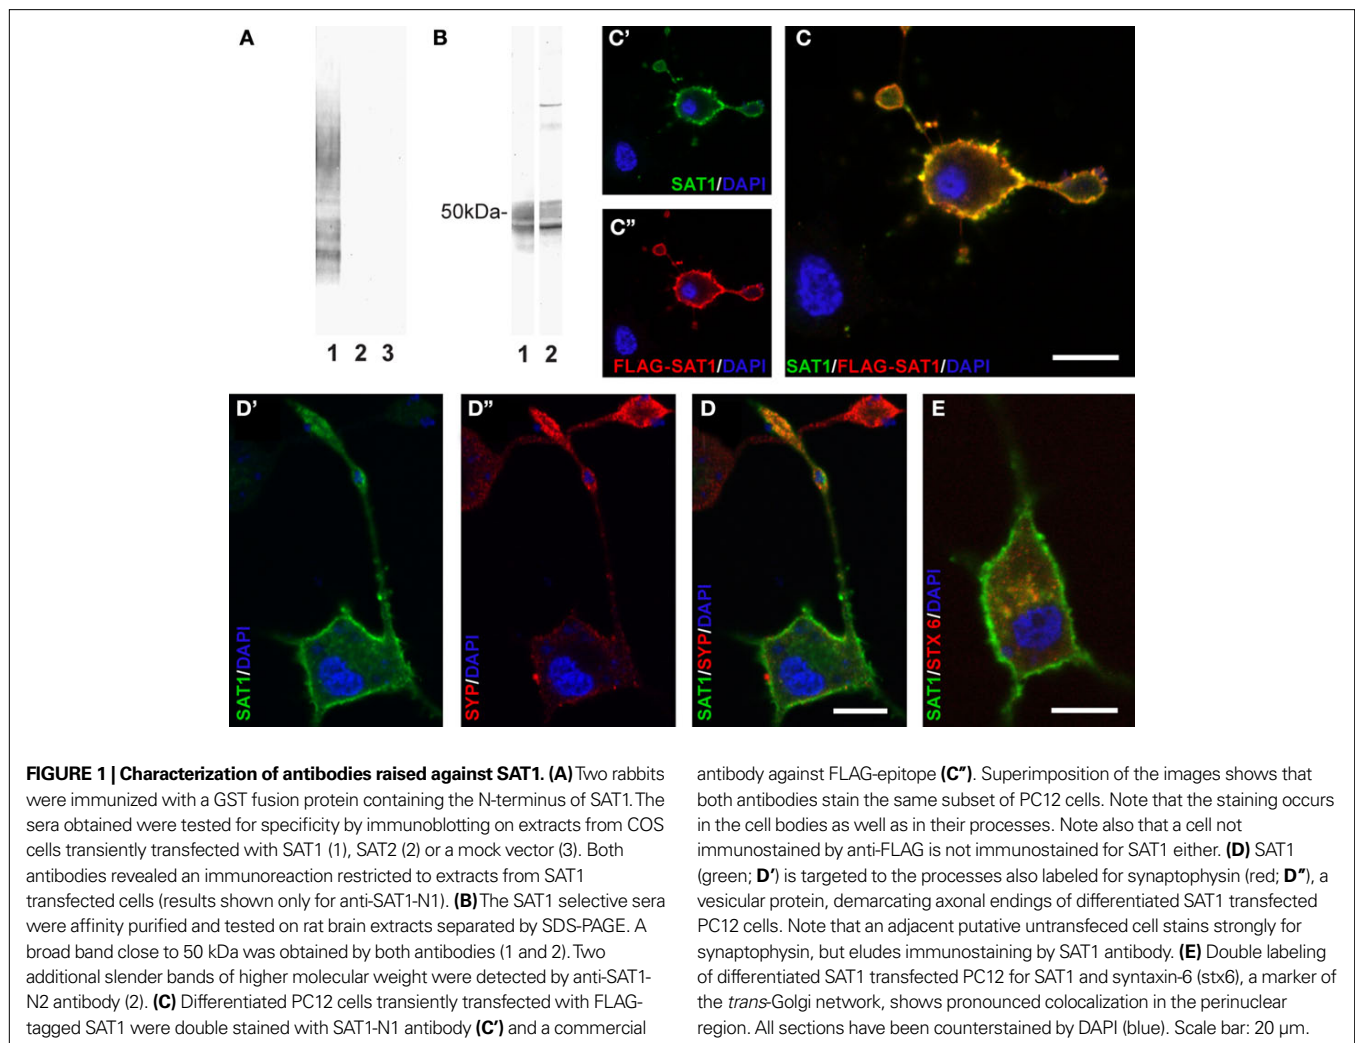 A
B
C’
C
50kDa-
SAT1/DAPI
C”
1 2 3
1 2
FLAG-SAT1/DAPI
SAT1/FLAG-SAT1/DAPI
D’
D”
D
E
SAT1/DAPI
SYP/DAPI
SAT1/SYP/DAPI
SAT1/STX 6/DAPI
FIGURE 1 | Characterization of antibodies raised against SAT1. (A) Two rabbits
were immunized with a GST fusion protein containing the N-terminus of SAT1. The
sera obtained were tested for specificity by immunoblotting on extracts from COS
cells transiently transfected with SAT1 (1), SAT2 (2) or a mock vector (3). Both
antibodies revealed an immunoreaction restricted to extracts from SAT1
transfected cells (results shown only for anti-SAT1-N1). (B) The SAT1 selective sera
were affinity purified and tested on rat brain extracts separated by SDS-PAGE. A
broad band close to 50 kDa was obtained by both antibodies (1 and 2). Two
additional slender bands of higher molecular weight were detected by anti-SAT1-
N2 antibody (2). (C) Differentiated PC12 cells transiently transfected with FLAG-
tagged SAT1 were double stained with SAT1-N1 antibody (C’) and a commercial
antibody against FLAG-epitope (C”). Superimposition of the images shows that
both antibodies stain the same subset of PC12 cells. Note that the staining occurs
in the cell bodies as well as in their processes. Note also that a cell not
immunostained by anti-FLAG is not immunostained for SAT1 either. (D) SAT1
(green; D’) is targeted to the processes also labeled for synaptophysin (red; D”), a
vesicular protein, demarcating axonal endings of differentiated SAT1 transfected
PC12 cells. Note that an adjacent putative untransfeced cell stains strongly for
synaptophysin, but eludes immunostaining by SAT1 antibody. (E) Double labeling
of differentiated SAT1 transfected PC12 for SAT1 and syntaxin-6 (stx6), a marker of
the trans-Golgi network, shows pronounced colocalization in the perinuclear
region. All sections have been counterstained by DAPI (blue). Scale bar: 20 μm.